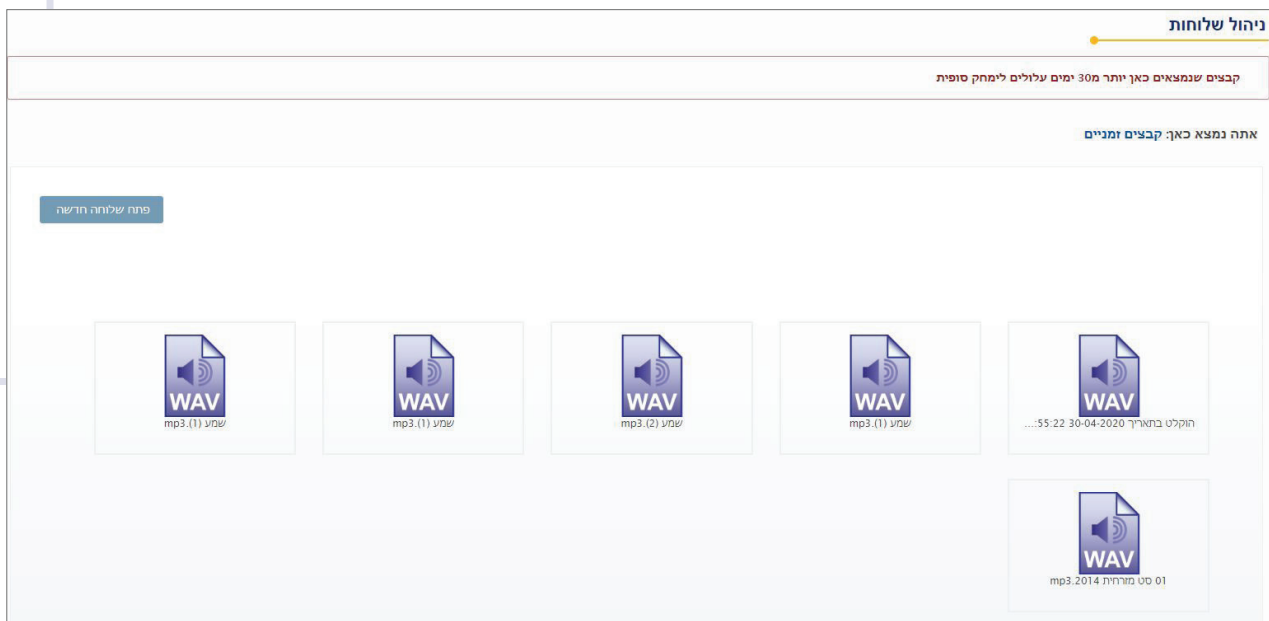 ניהול שלוחות
קבצים שנמצאים כאן יותר מ30 ימים עלולים לימחק סופית
אתה נמצא כאן: קבצים זמניים
פתח שלוחה חדשה
WAV
הוקלט בתאריך 30-04-2020 55:22:...
WAV
שמע (1).mp3
WAV
שמע (2).mp3
WAV
שמע (1).mp3
WAV
שמע (1).mp3
WAV
01 סט מזרחית 2014.mp3